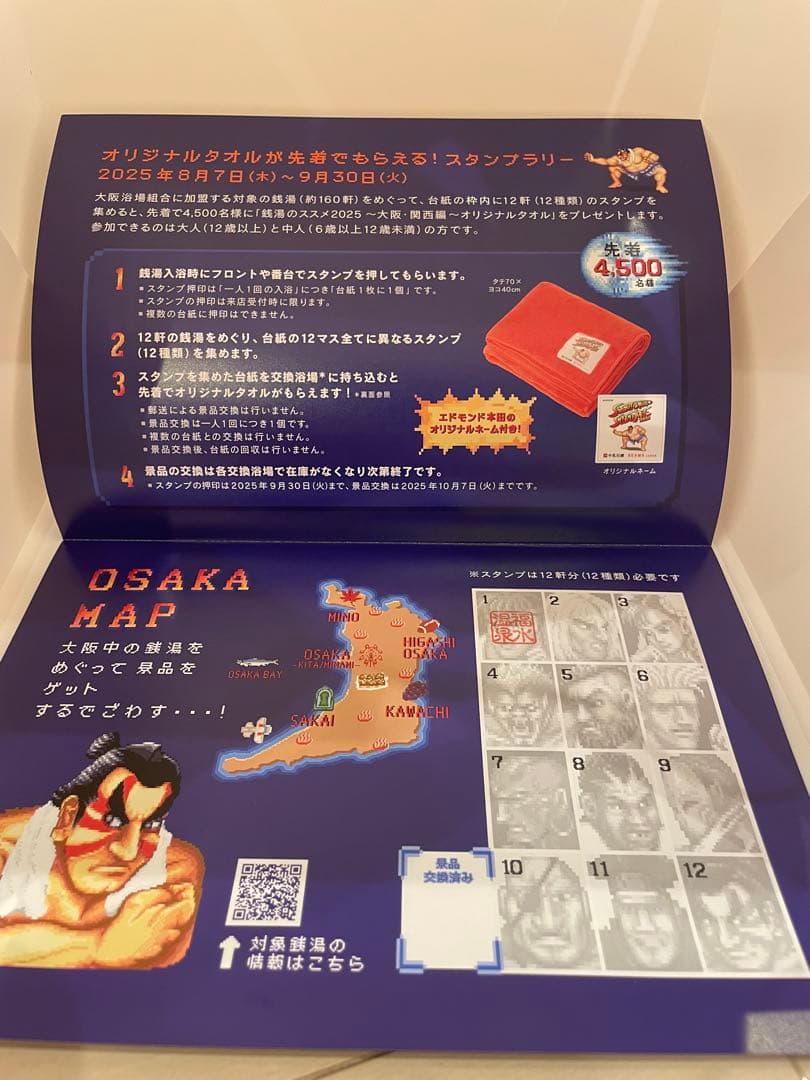 オリジナルタオルが先着でもらえる！スタンプラリー
2025年8月7日(木)～9月30日(火)
大阪浴場組合に加盟する対象の銭湯(約160軒)をめぐって、台紙の枠内に12軒(12種類)のスタンプを
集めると、先着で4,500名様に「銭湯のススメ2025 ～大阪・関西編～オリジナルタオル」をプレゼントします。
参加できるのは大人(12歳以上)と中人(6歳以上12歳未満)の方です。
先着
4,500
名様
1 銭湯入浴時にフロントや番台でスタンプを押してもらいます。
▪スタンプ押印は「一人1回の入浴」につき「台紙1枚に1個」です。
▪スタンプの押印は来店受付時に限ります。
▪複数の台紙に押印はできません。
タテ70×
ヨコ40cm
2 12軒の銭湯をめぐり、台紙の12マス全てに異なるスタンプ
(12種類)を集めます。
3 スタンプを集めた台紙を交換浴場*に持ち込むと
先着でオリジナルタオルがもらえます！*裏面参照
▪郵送による景品交換は行いません。
▪景品交換は一人1回につき1個です。
▪複数の台紙との交換は行いません。
▪景品交換後、台紙の回収は行いません。
エドモンド本田の
オリジナルネーム付き！
オリジナルネーム
4 景品の交換は各交換浴場で在庫がなくなり次第終了です。
▪スタンプの押印は2025年9月30日(火)まで、景品交換は2025年10月7日(火)までです。
OSAKA
MAP
大阪中の銭湯を
めぐって 景品を
ゲット
するでごわす・・・！
MINO
HIGASHI
OSAKA
OSAKA
-KITA/MINAMI-
OSAKA BAY
SAKAI
KAWACHI
※スタンプは12軒分(12種類)必要です
1
2
3
4
5
6
7
8
9
10
11
12
景品
交換済み
対象銭湯の
情報はこちら